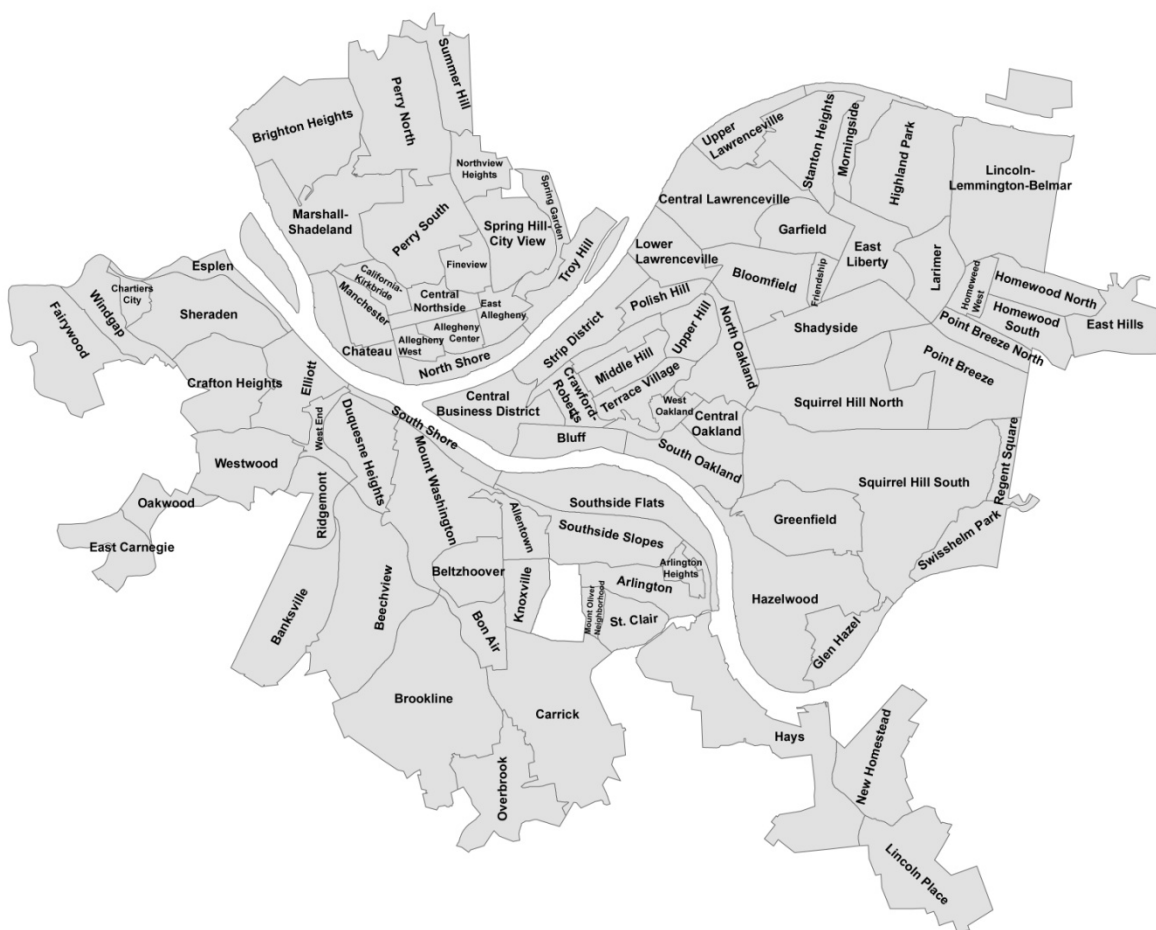 Summer Hill
Perry North
Brighton Heights
Northview
Heights
Spring Garden
Marshall-
Shadeland
Perry South
Spring Hill-
City View
Troy Hill
Fineview
California-
Kirkbride
Manchester
Central
Northside
East
Allegheny
Allegheny
Center
Allegheny
West
Chateau
North Shore
Upper
Lawrenceville
Stanton Heights
Morningside
Highland Park
Lincoln-
Lemmington-Belmar
Central Lawrenceville
Garfield
Lower
Lawrenceville
East
Liberty
Larimer
Bloomfield
Friendship
Homeweed
West
Homewood North
Homewood
South
East Hills
Point Breeze North
Point Breeze
Shadyside
Polish Hill
Strip District
Upper Hill
North Oakland
Middle Hill
Crawford-
Roberts
Terrace Village
West
Oakland
Central
Oakland
Central
Business District
Bluff
South Oakland
Squirrel Hill North
Squirrel Hill South
Regent Square
Swisshelm Park
Greenfield
Hazelwood
Glen Hazel
Esplen
Chartiers
City
Windgap
Fairywood
Sheraden
Crafton Heights
Elliott
West End
Duquesne Heights
South Shore
Mount Washington
Westwood
Oakwood
East Carnegie
Ridgemont
Banksville
Beechview
Beltzhoover
Allentown
Knoxville
Bon Air
Southside Flats
Southside Slopes
Arlington
Heights
Arlington
Mount Oliver
Neighborhood
St. Clair
Brookline
Carrick
Overbrook
Hays
New Homestead
Lincoln Place